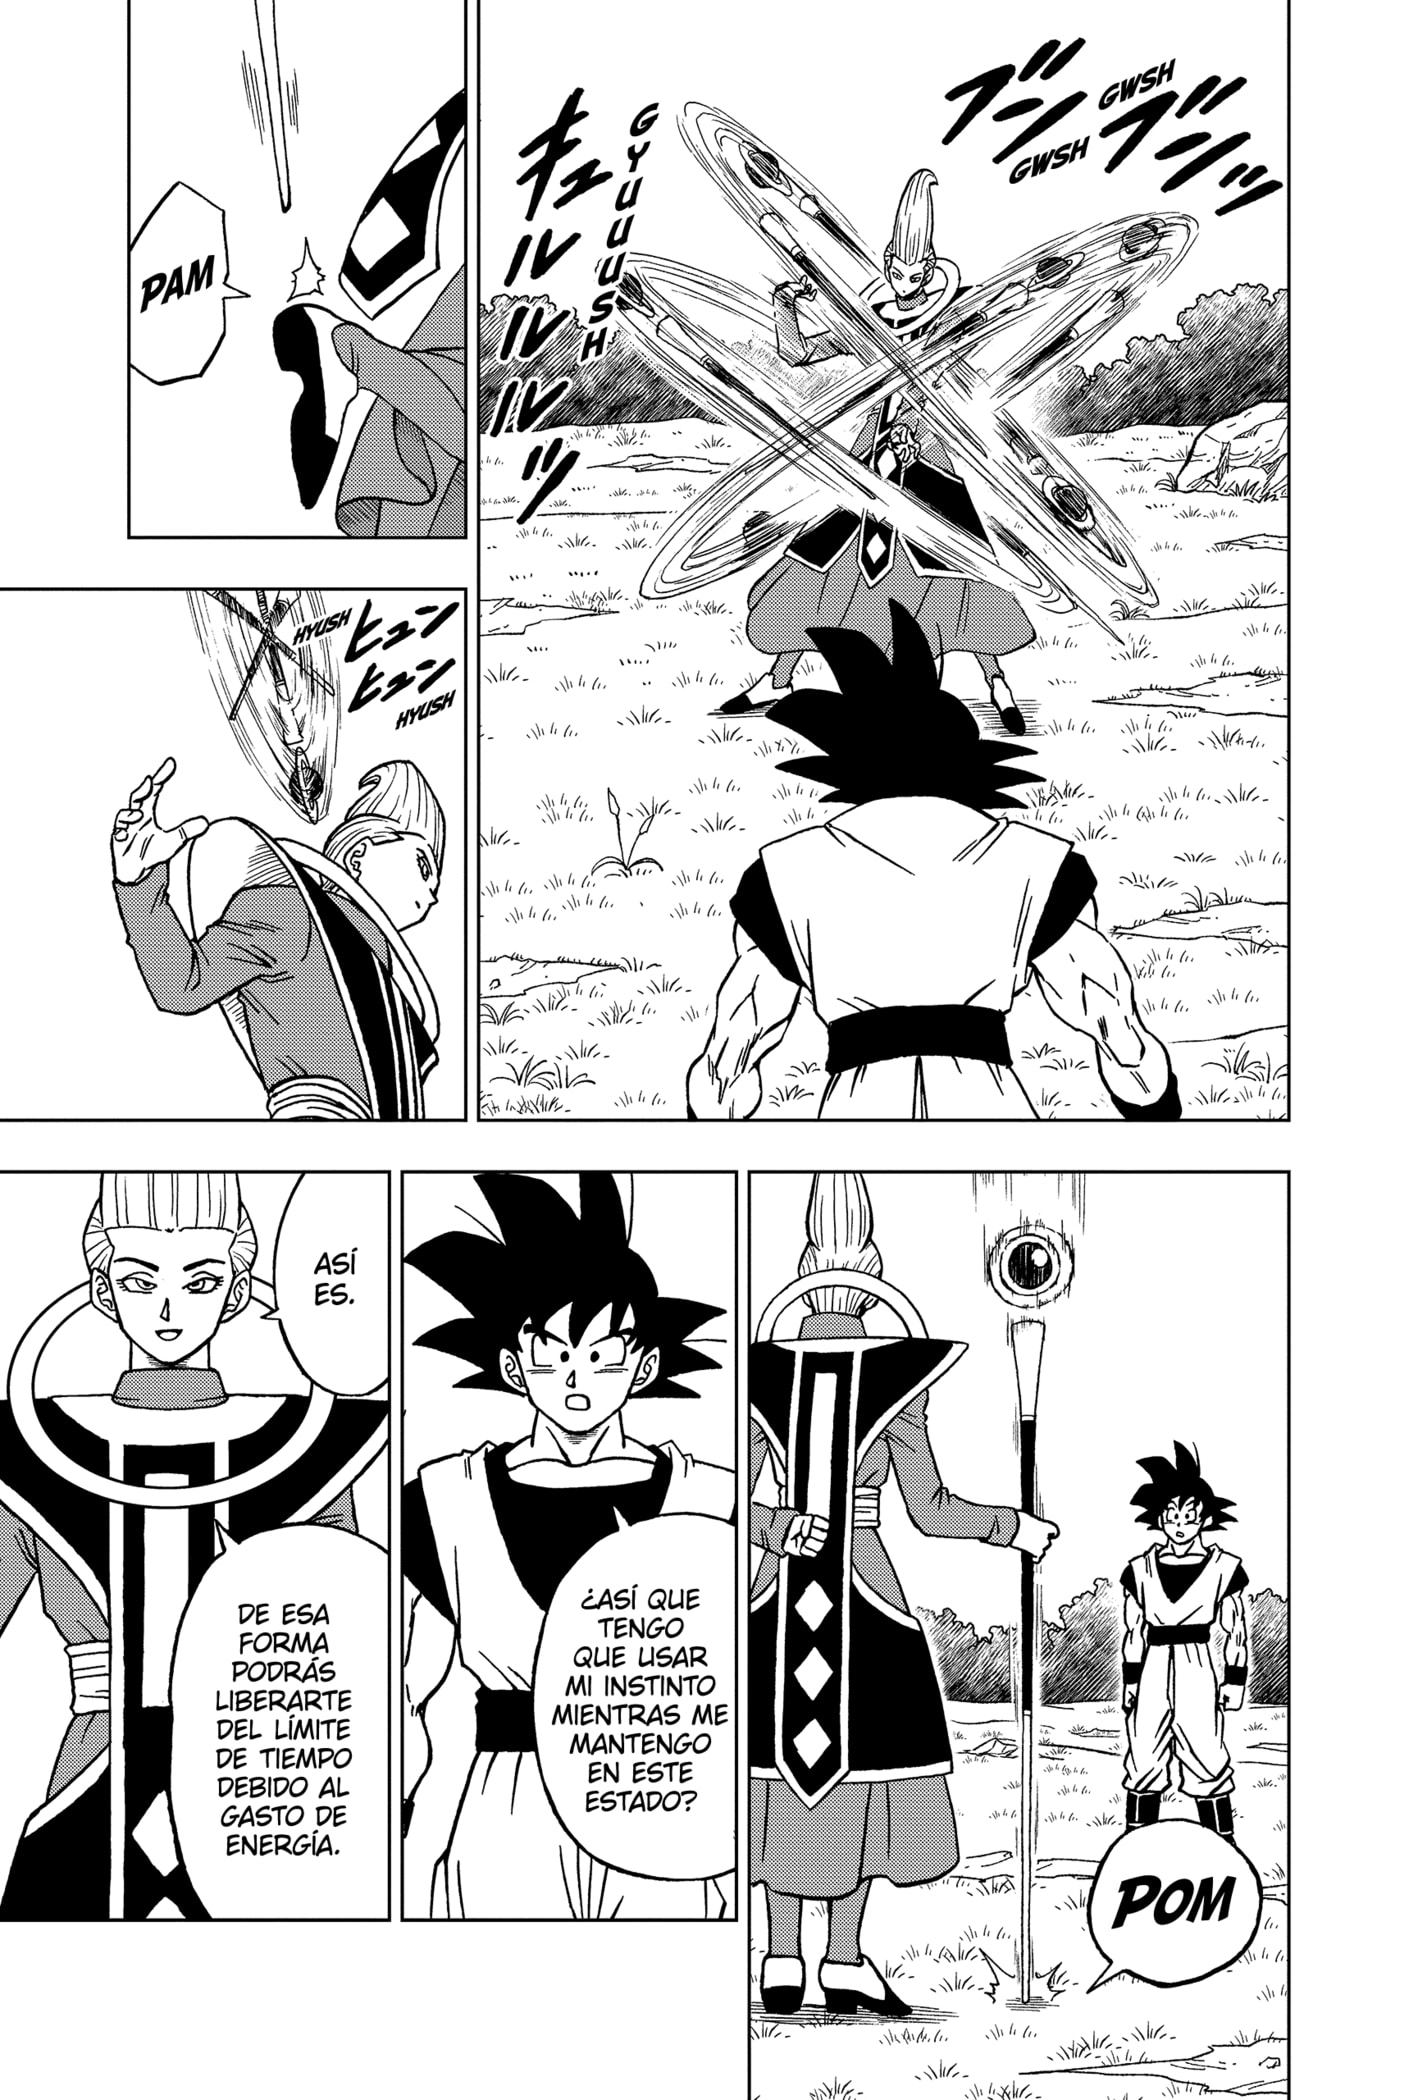 ブンッ
GWSH
ブン
GWSH
GYUUUSH
キュルルルルッ
PAM
HYUSH
ヒュン
ヒュン
HYUSH
POM
¿ASÍ QUE
TENGO
QUE USAR
MI INSTINTO
MIENTRAS ME
MANTENGO
EN ESTE
ESTADO?
ASÍ
ES.
DE ESA
FORMA
PODRÁS
LIBERARTE
DEL LÍMITE
DE TIEMPO
DEBIDO AL
GASTO DE
ENERGÍA.